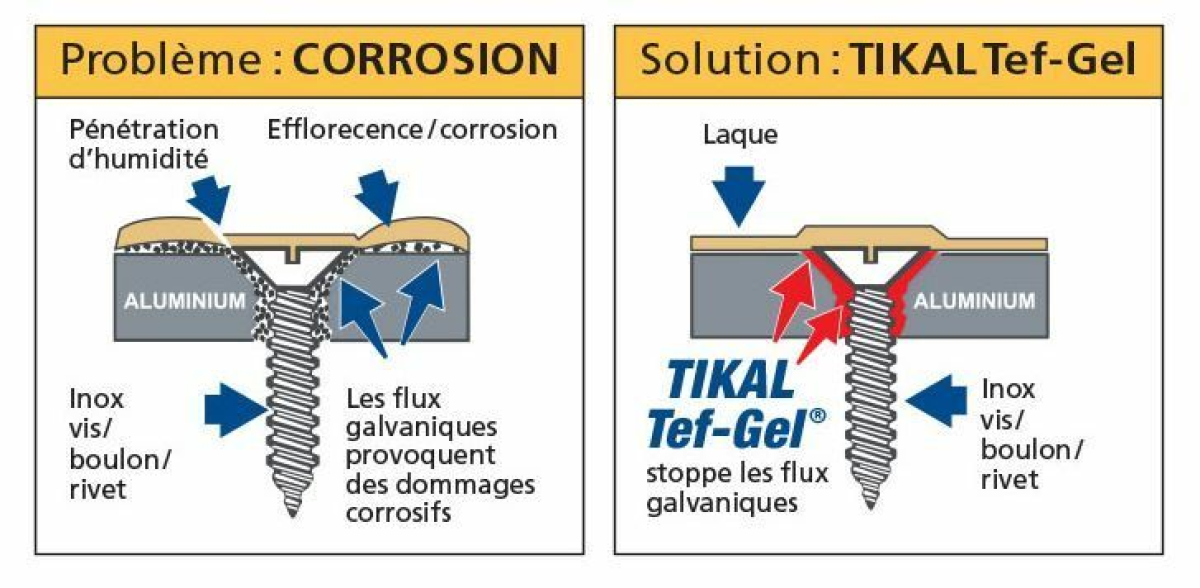 Problème : CORROSION
Pénétration
d’humidité
Efflorecence / corrosion
ALUMINIUM
Inox
vis/
boulon/
rivet
Les flux
galvaniques
provoquent
des dommages
corrosifs
Solution : TIKAL Tef-Gel
Laque
ALUMINIUM
TIKAL
Tef-Gel®
stoppe les flux
galvaniques
Inox
vis/
boulon/
rivet